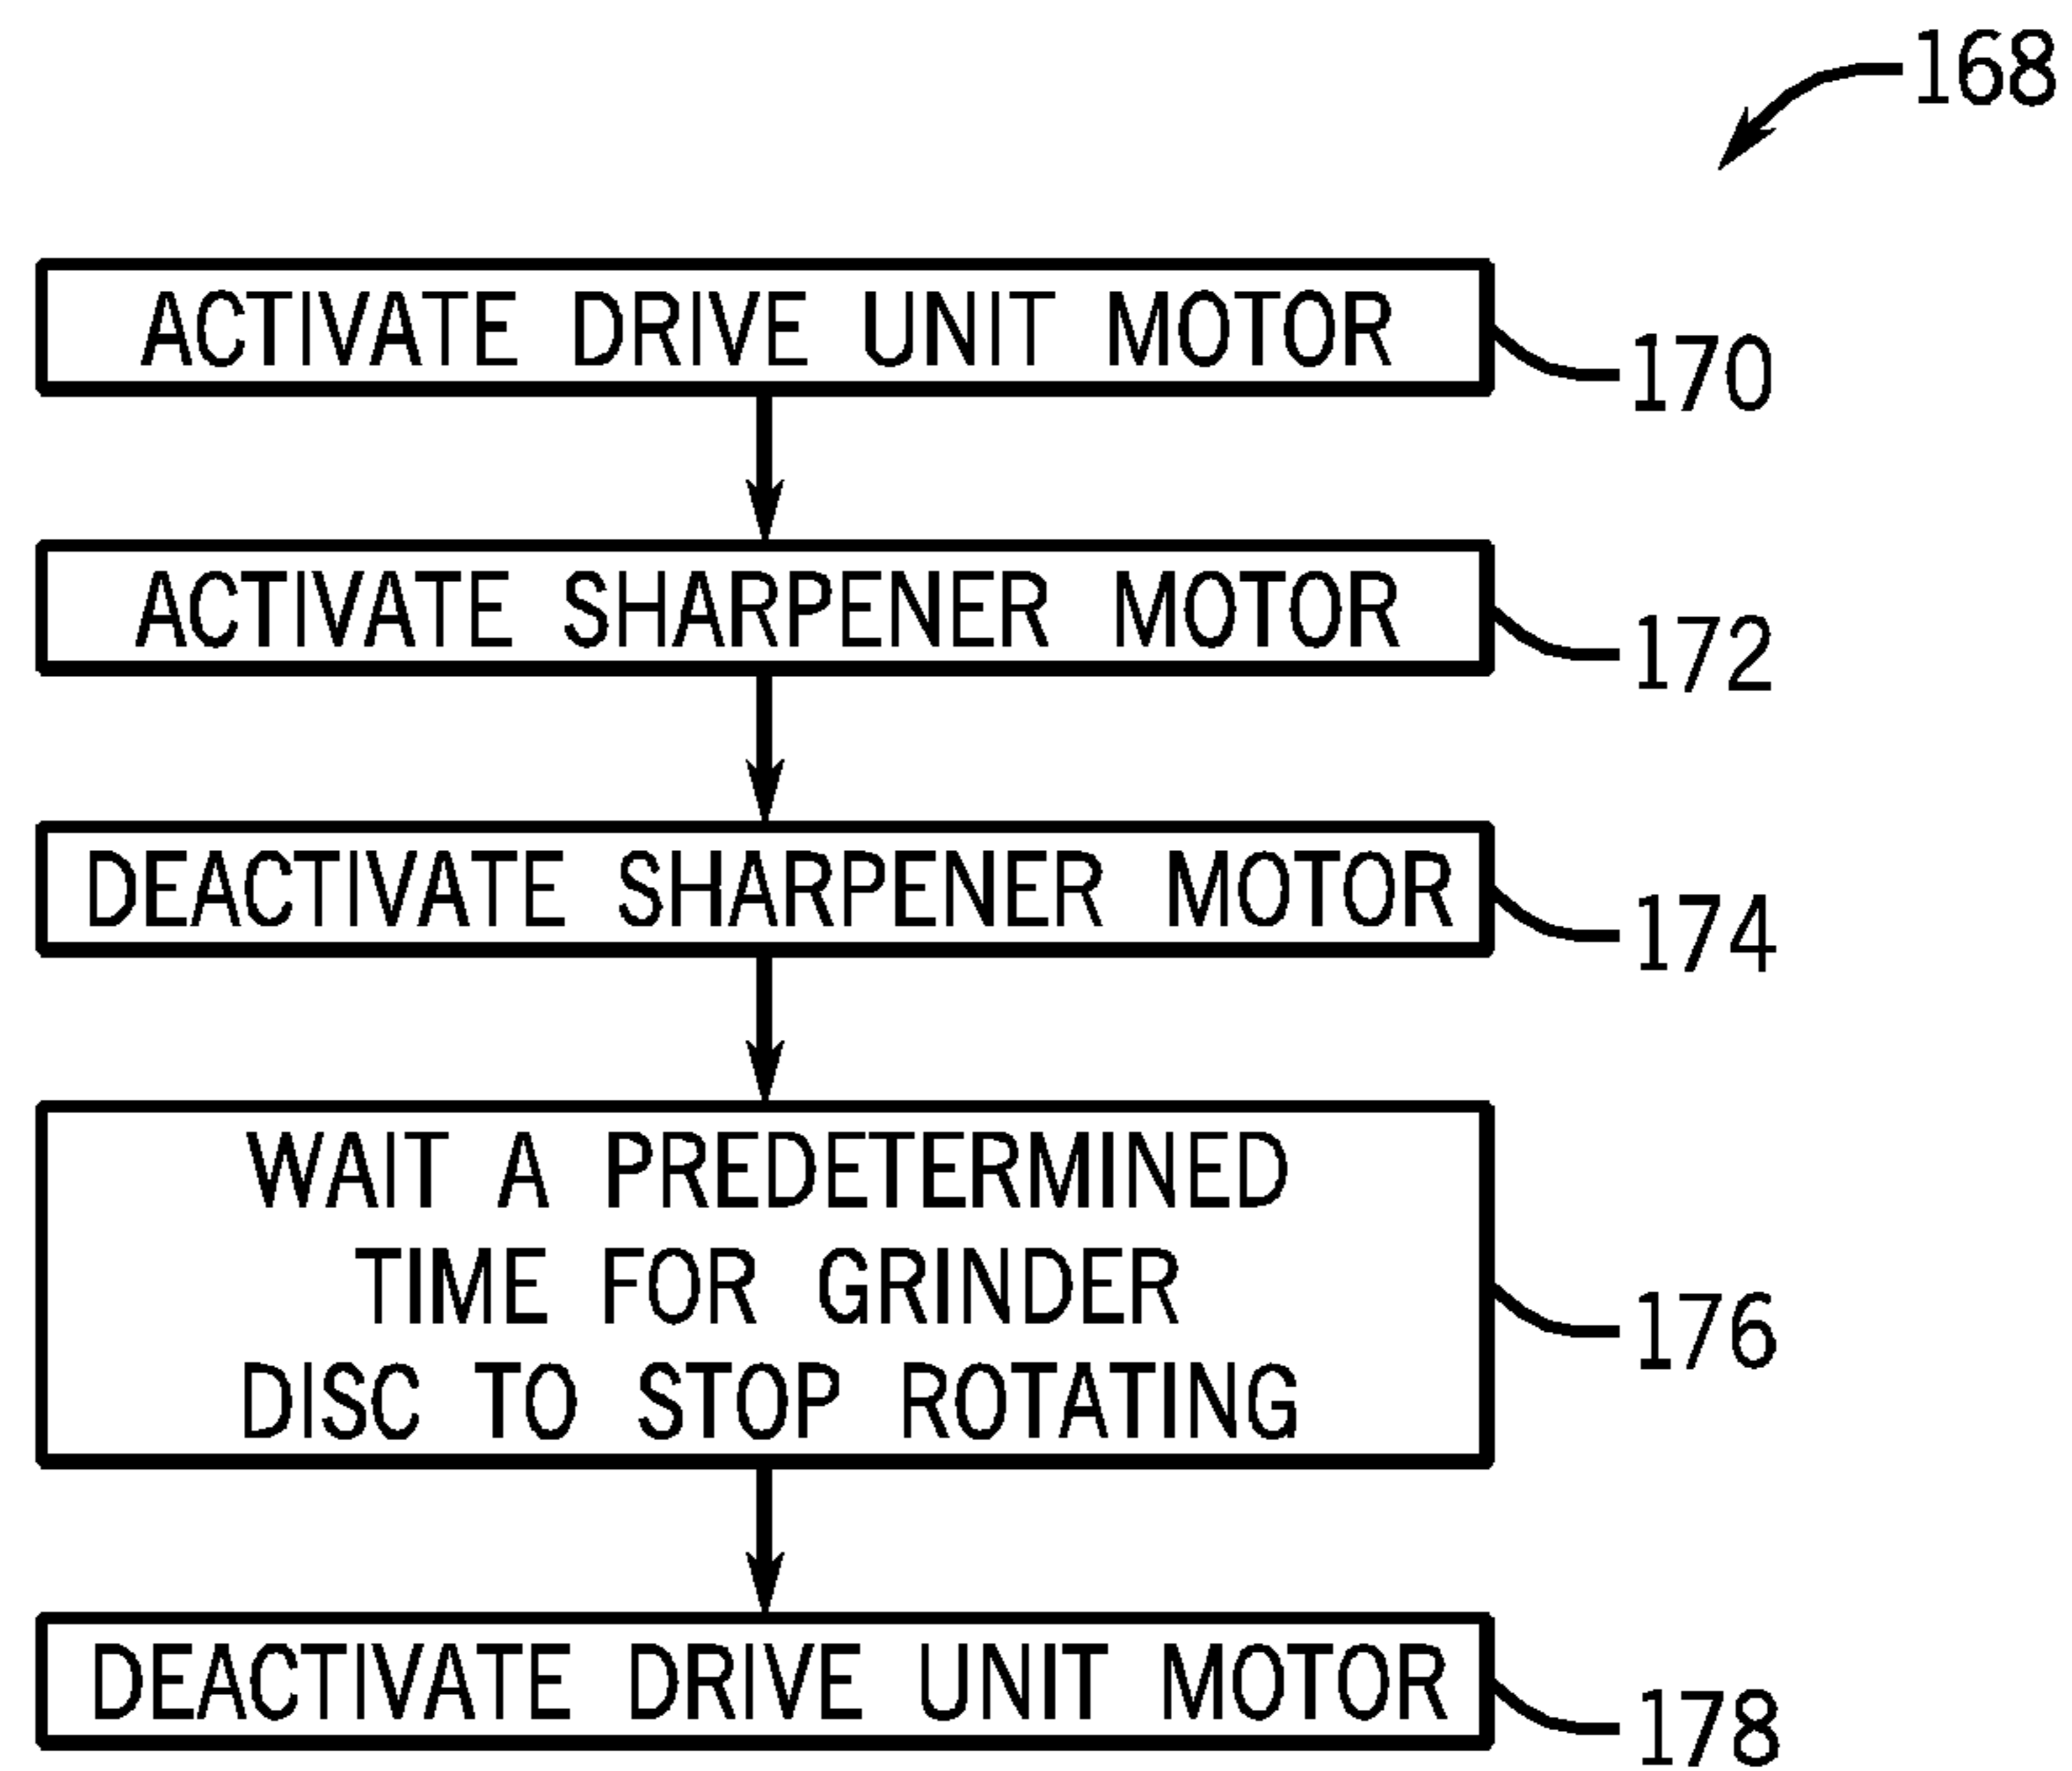 168
ACTIVATE DRIVE UNIT MOTOR
170
ACTIVATE SHARPENER MOTOR
172
DEACTIVATE SHARPENER MOTOR
174
WAIT A PREDETERMINED
TIME FOR GRINDER
DISC TO STOP ROTATING
176
DEACTIVATE DRIVE UNIT MOTOR
178